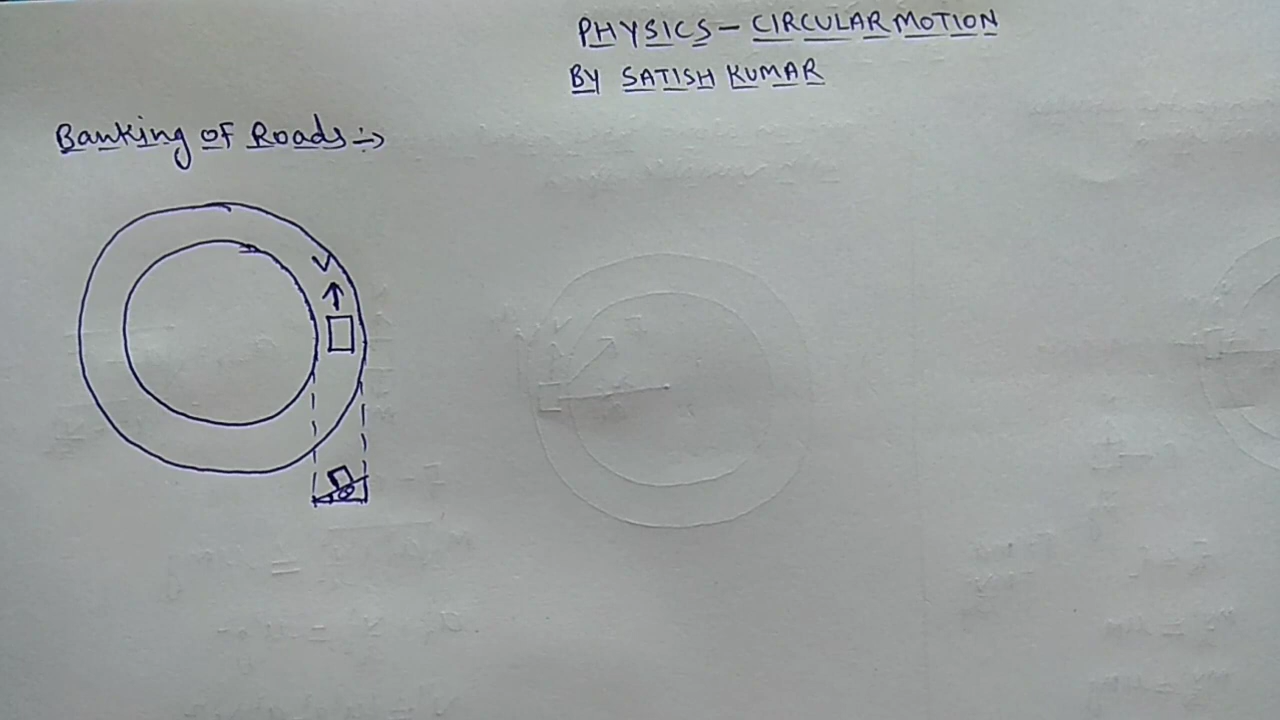 PHYSICS - CIRCULAR MOTION
BY SATISH KUMAR
Banking of Roads :→
V